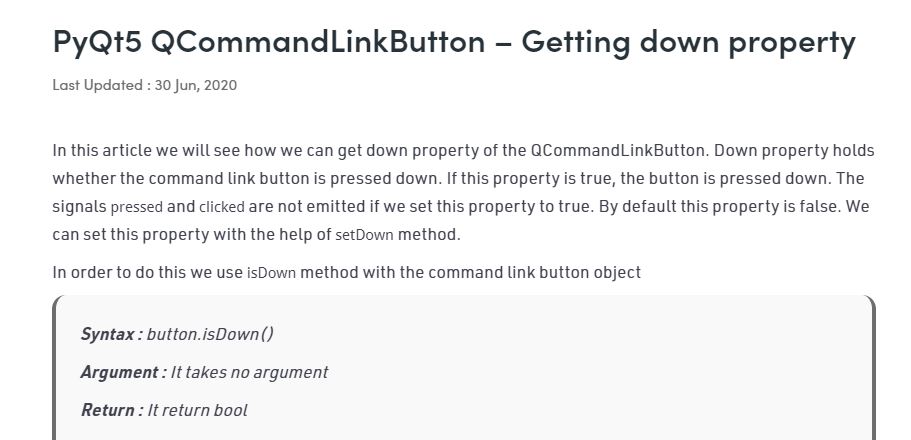 PyQt5 QCommandLinkButton – Getting down property
Last Updated : 30 Jun, 2020
In this article we will see how we can get down property of the QCommandLinkButton. Down property holds
whether the command link button is pressed down. If this property is true, the button is pressed down. The
signals pressed and clicked are not emitted if we set this property to true. By default this property is false. We
can set this property with the help of setDown method.
In order to do this we use isDown method with the command link button object
Syntax : button.isDown()
Argument : It takes no argument
Return : It return bool